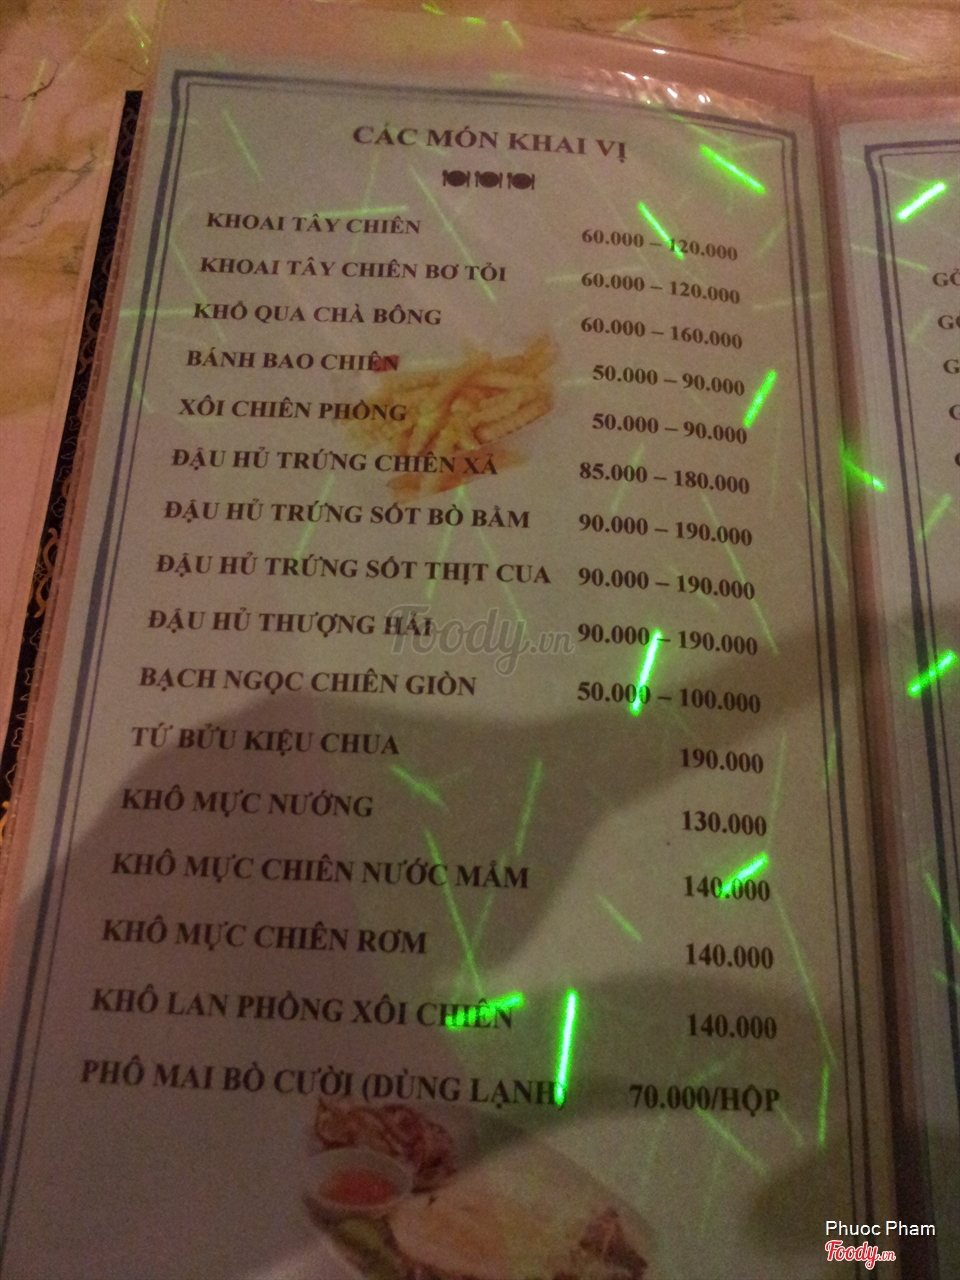 CÁC MÓN KHAI VỊ
KHOAI TÂY CHIÊN 60.000 – 120.000
KHOAI TÂY CHIÊN BƠ TỎI 60.000 – 120.000
KHỔ QUA CHÀ BÔNG 60.000 – 160.000
BÁNH BAO CHIÊN 50.000 – 90.000
XÔI CHIÊN PHỒNG 50.000 – 90.000
ĐẬU HỦ TRỨNG CHIÊN XẢ 85.000 – 180.000
ĐẬU HỦ TRỨNG SỐT BÒ BẰM 90.000 – 190.000
ĐẬU HỦ TRỨNG SỐT THỊT CUA 90.000 – 190.000
ĐẬU HỦ THƯỢNG HẢI 90.000 – 190.000
BẠCH NGỌC CHIÊN GIÒN 50.000 – 100.000
TỨ BỬU KIỆU CHUA 190.000
KHÔ MỰC NƯỚNG 130.000
KHÔ MỰC CHIÊN NƯỚC MẮM 140.000
KHÔ MỰC CHIÊN RƠM 140.000
KHÔ LAN PHỒNG XÔI CHIÊN 140.000
PHÔ MAI BÒ CƯỜI (DÙNG LẠNH) 70.000/HỘP
Foody.vn
Phuoc Pham
Foody.vn